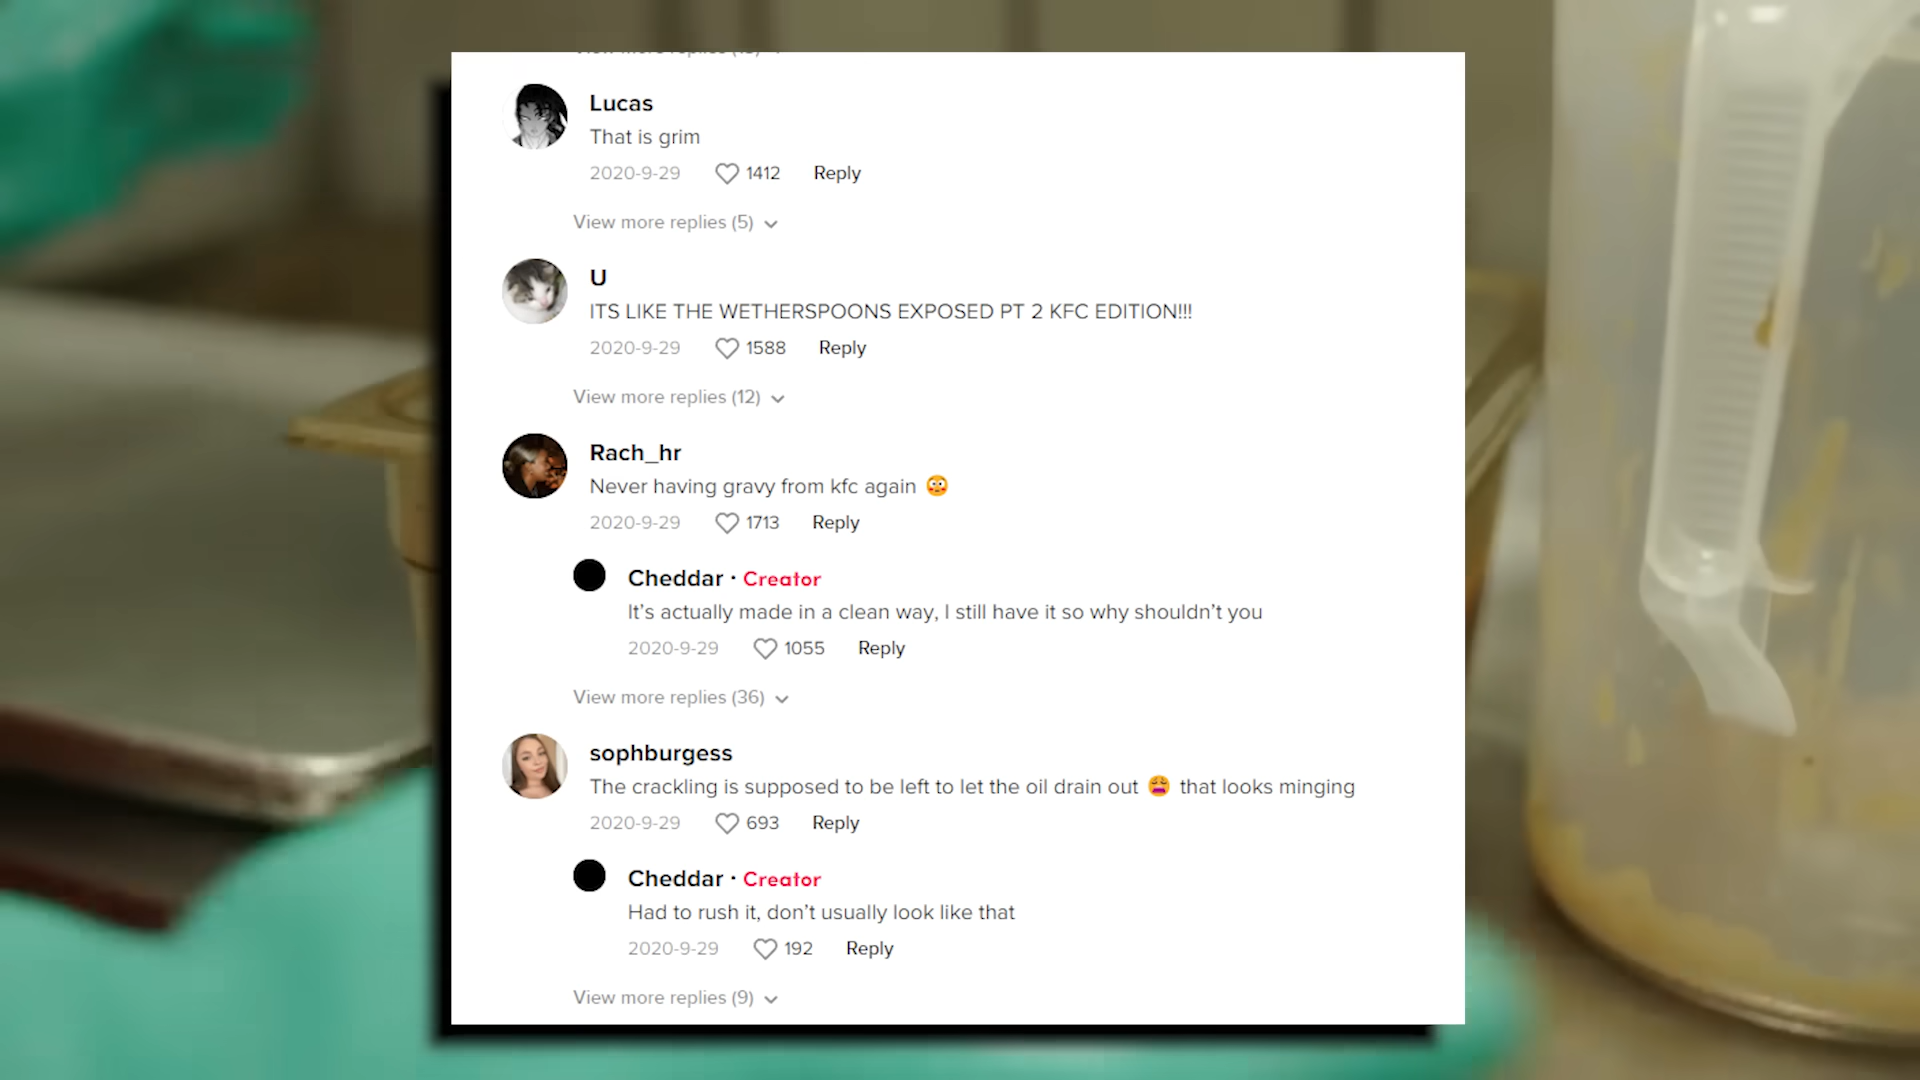 Lucas
That is grim
2020-9-29 1412 Reply
View more replies (5)
U
ITS LIKE THE WETHERSPOONS EXPOSED PT 2 KFC EDITION!!!
2020-9-29 1588 Reply
View more replies (12)
Rach_hr
Never having gravy from kfc again 😳
2020-9-29 1713 Reply
Cheddar · Creator
It's actually made in a clean way, I still have it so why shouldn't you
2020-9-29 1055 Reply
View more replies (36)
sophburgess
The crackling is supposed to be left to let the oil drain out 😩 that looks minging
2020-9-29 693 Reply
Cheddar · Creator
Had to rush it, don't usually look like that
2020-9-29 192 Reply
View more replies (9)